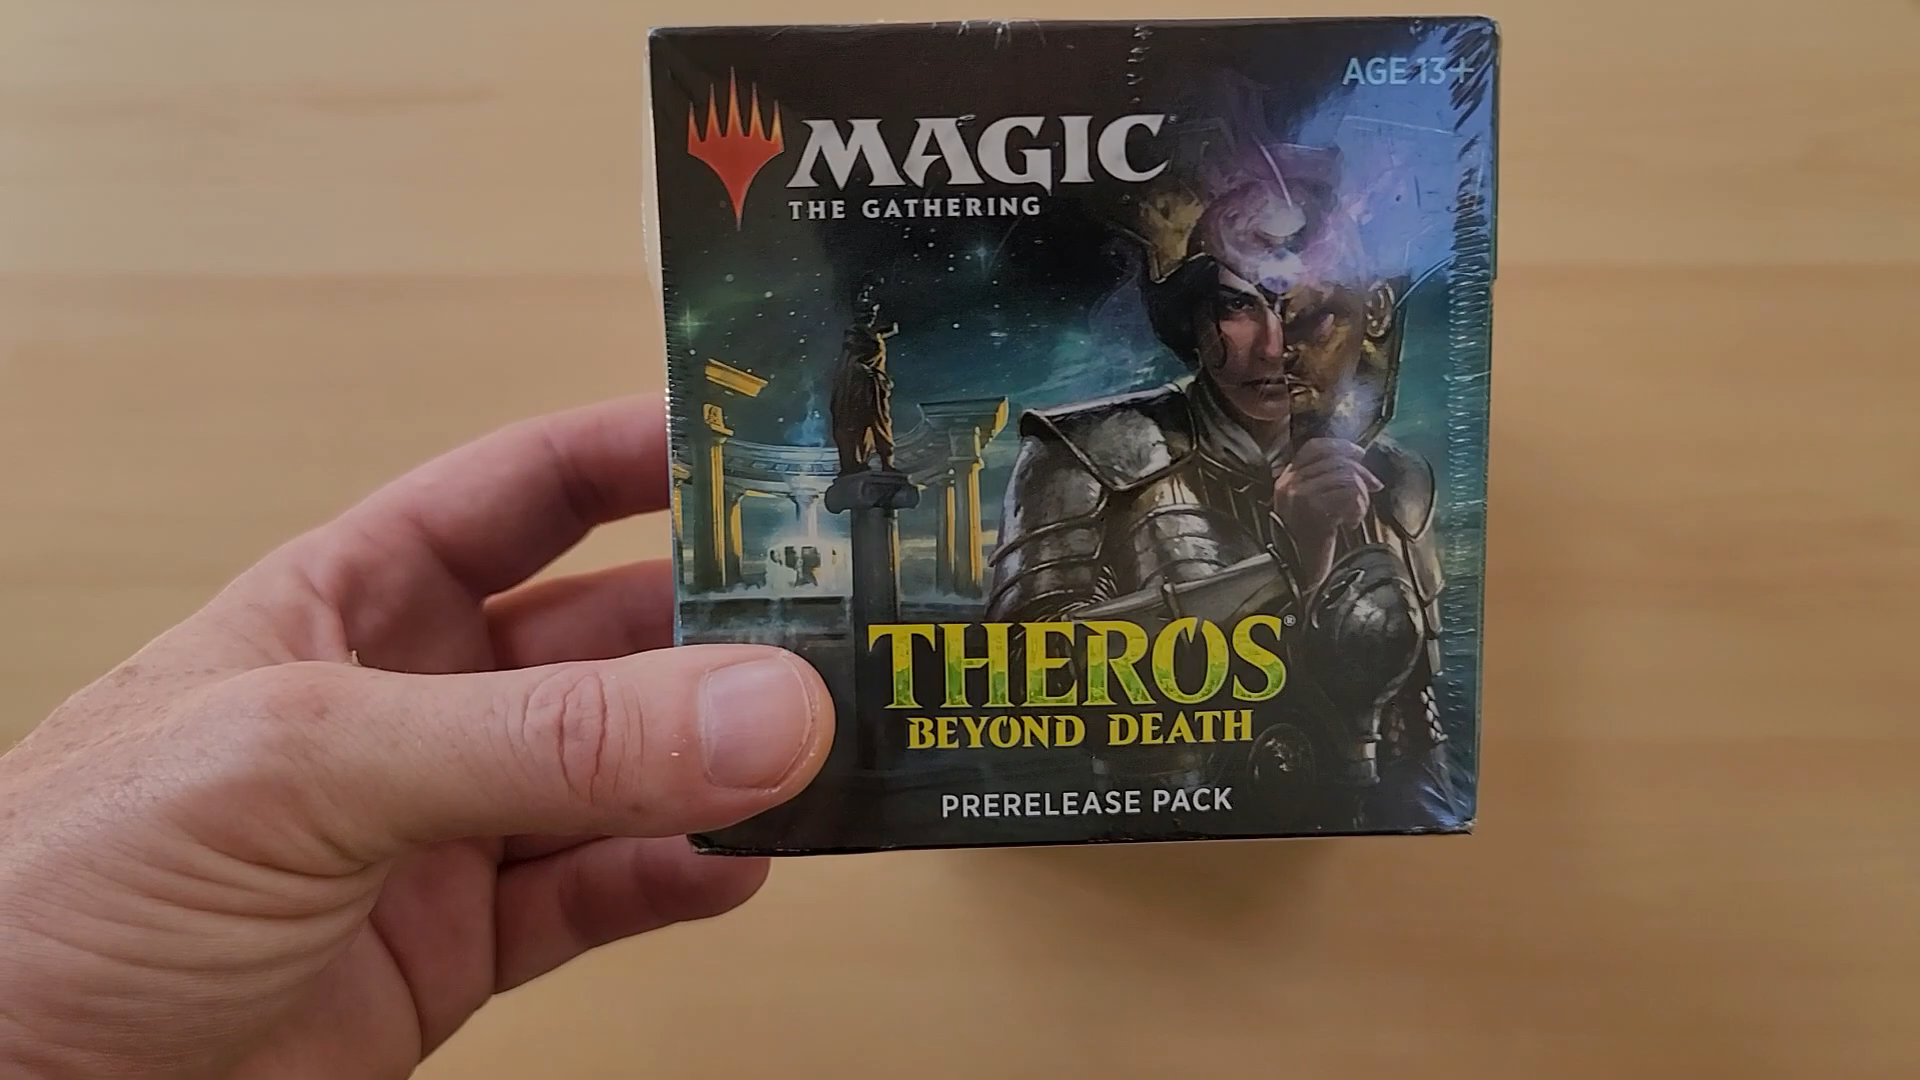 AGE 13+
MAGIC
THE GATHERING
THEROS®
BEYOND DEATH
PRERELEASE PACK